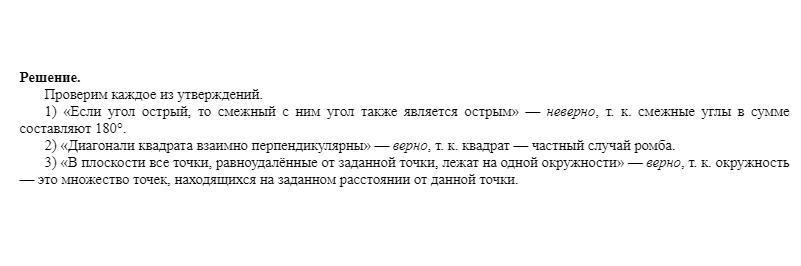 Решение.
Проверим каждое из утверждений.
1) «Если угол острый, то смежный с ним угол также является острым» — неверно, т. к. смежные углы в сумме
составляют 180°.
2) «Диагонали квадрата взаимно перпендикулярны» — верно, т. к. квадрат — частный случай ромба.
3) «В плоскости все точки, равноудалённые от заданной точки, лежат на одной окружности» — верно, т. к. окружность
— это множество точек, находящихся на заданном расстоянии от данной точки.